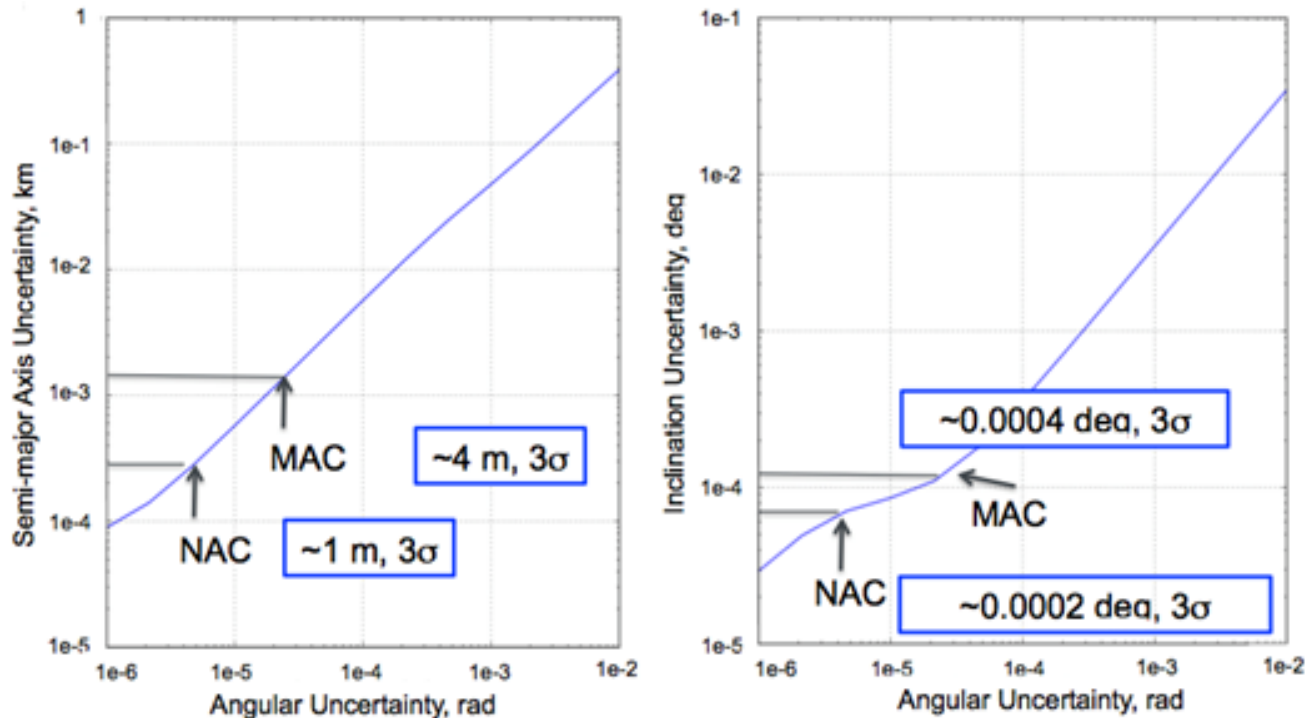 1
1e-1
1e-2
1e-3
1e-4
1e-5
Semi-major Axis Uncertainty, km
MAC
~4 m, 3σ
NAC
~1 m, 3σ
1e-6
1e-5
1e-4
1e-3
1e-2
Angular Uncertainty, rad
1e-1
1e-2
1e-3
1e-4
1e-5
Inclination Uncertainty, deg
~0.0004 deg, 3σ
MAC
NAC
~0.0002 deg, 3σ
1e-6
1e-5
1e-4
1e-3
1e-2
Angular Uncertainty, rad